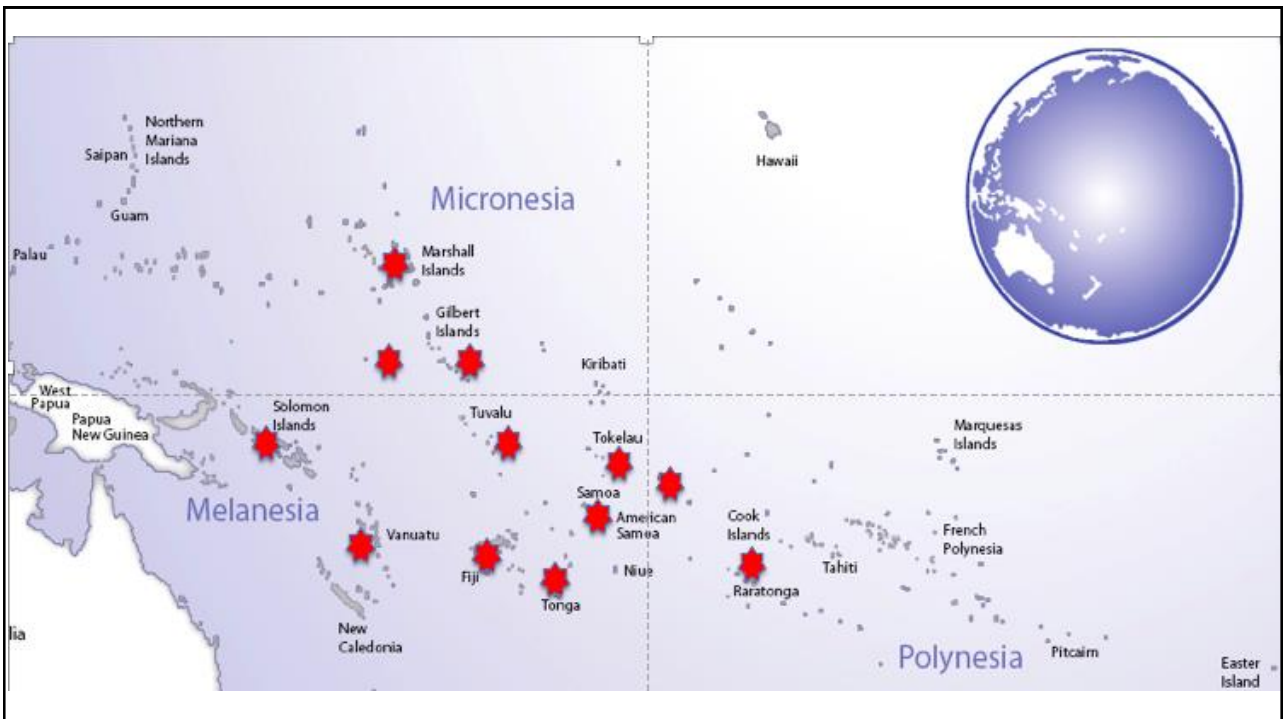 Northern
Mariana
Islands
Saipan
Guam
Hawaii
Micronesia
Palau
Marshall
Islands
Gilbert
Islands
Kiribati
West
Papua
Papua
New Guinea
Solomon
Islands
Tuvalu
Tokelau
Marquesas
Islands
Melanesia
Samoa
American
Samoa
Cook
Islands
Vanuatu
French
Polynesia
Fiji
Niue
Tahiti
Tonga
Raratonga
New
Caledonia
lia
Polynesia
Pitcairn
Easter
Island